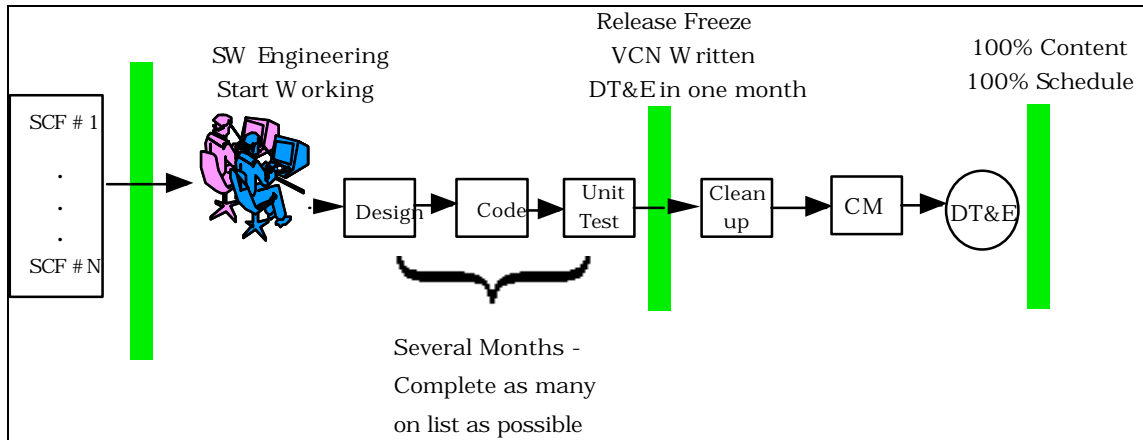 SCF # 1
.
.
.
SCF # N
SW Engineering
Start Working
Design
Code
Unit
Test
Several Months -
Complete as many
on list as possible
Release Freeze
VCN Written
DT&E in one month
Clean
up
CM
DT&E
100% Content
100% Schedule